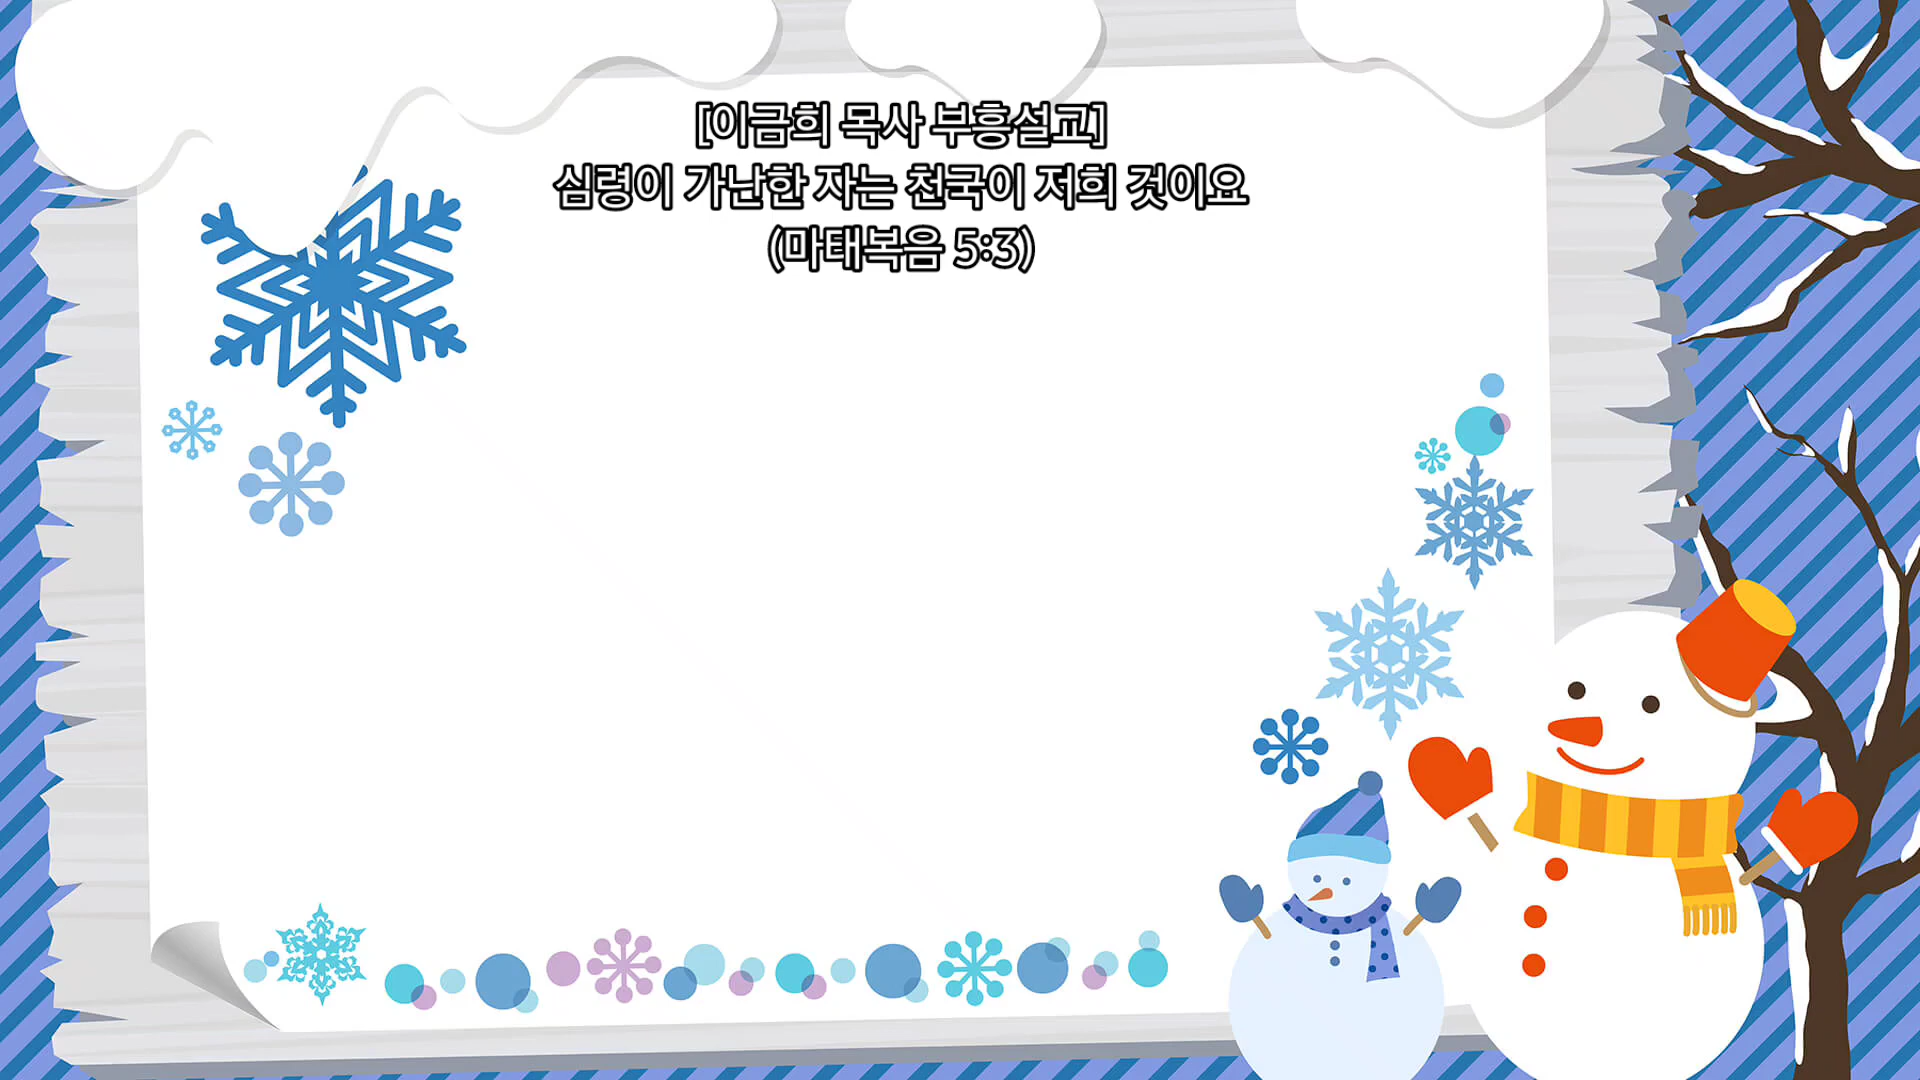 [이금희 목사 부흥설교]
심령이 가난한 자는 천국이 저희 것이요
(마태복음 5:3)